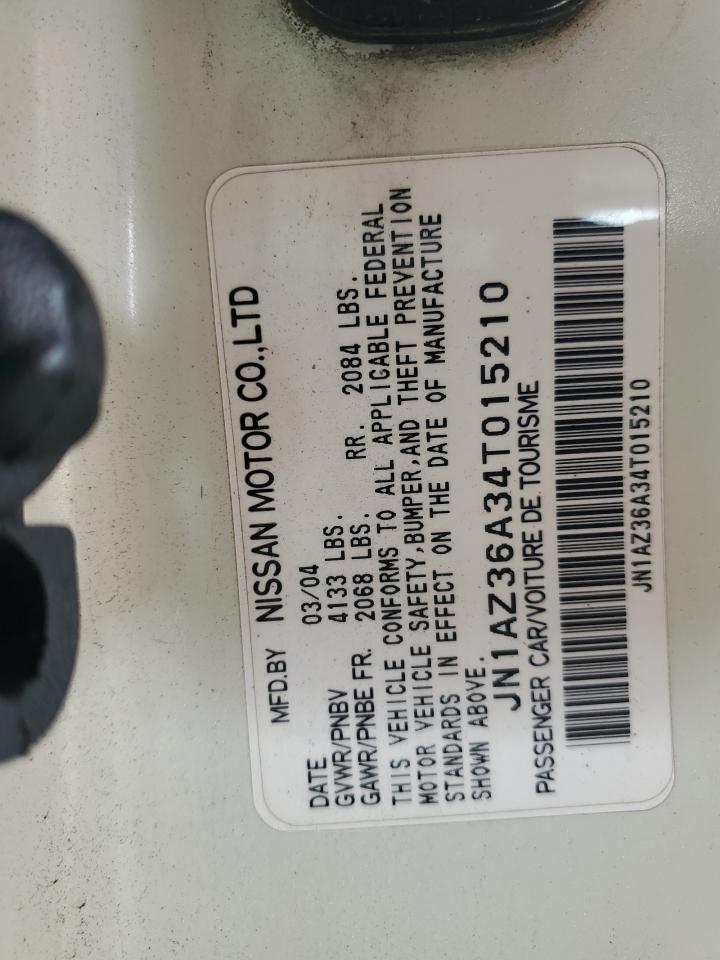 MFD.BY NISSAN MOTOR CO.,LTD
DATE 03/04
GVWR/PNBV 4133 LBS.
GAWR/PNBE FR. 2068 LBS. RR. 2084 LBS.
THIS VEHICLE CONFORMS TO ALL APPLICABLE FEDERAL
MOTOR VEHICLE SAFETY,BUMPER,AND THEFT PREVENTION
STANDARDS IN EFFECT ON THE DATE OF MANUFACTURE
SHOWN ABOVE.
JN1AZ36A34T015210
PASSENGER CAR/VOITURE DE TOURISME
JN1AZ36A34T015210